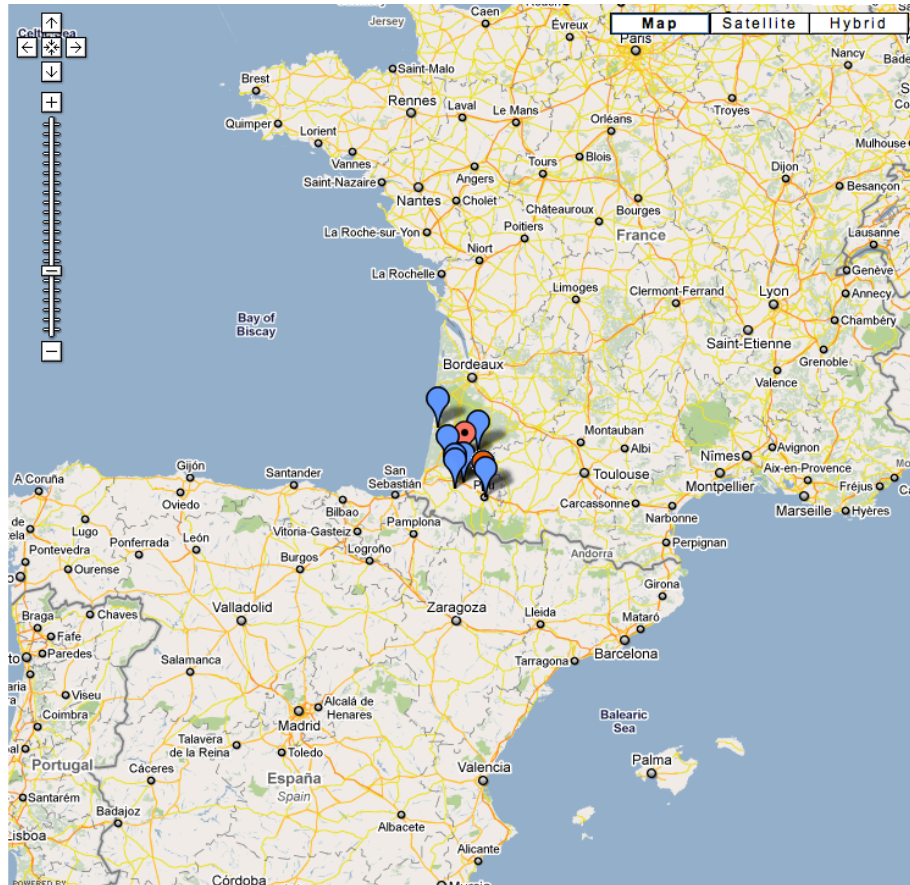 Jersey
Caen
Évreux
Map
Satellite
Hybrid
Paris
Nancy
Saint-Malo
Brest
Rennes
Laval
Le Mans
Troyes
Quimper
Lorient
Orléans
Mulhouse
Vannes
Tours
Blois
Saint-Nazaire
Angers
Dijon
Besançon
Nantes
Cholet
Châteauroux
Bourges
La Roche-sur-Yon
Poitiers
France
Lausanne
Niort
La Rochelle
Genève
Limoges
Clermont-Ferrand
Lyon
Annecy
Bay of
Biscay
Chambéry
Saint-Etienne
Grenoble
Bordeaux
Valence
Montauban
Albi
Avignon
Nîmes
Aix-en-Provence
A Coruña
Gijón
Santander
San
Sebastián
Toulouse
Montpellier
Fréjus
Oviedo
Bilbao
Carcassonne
Marseille
Hyères
Lugo
Pamplona
Narbonne
Vitoria-Gasteiz
León
Ponferrada
Pontevedra
Logroño
Perpignan
Andorra
Ourense
Burgos
Girona
Braga
Chaves
Valladolid
Zaragoza
Lleida
Mataró
Fafe
Paredes
Barcelona
Salamanca
Tarragona
Viseu
Alcalá de
Henares
Coimbra
Madrid
Balearic
Sea
Talavera
de la Reina
Toledo
Palma
Portugal
Cáceres
España
Spain
Valencia
Santarém
Badajoz
Albacete
Lisboa
Alicante
Córdoba
POWERED BY